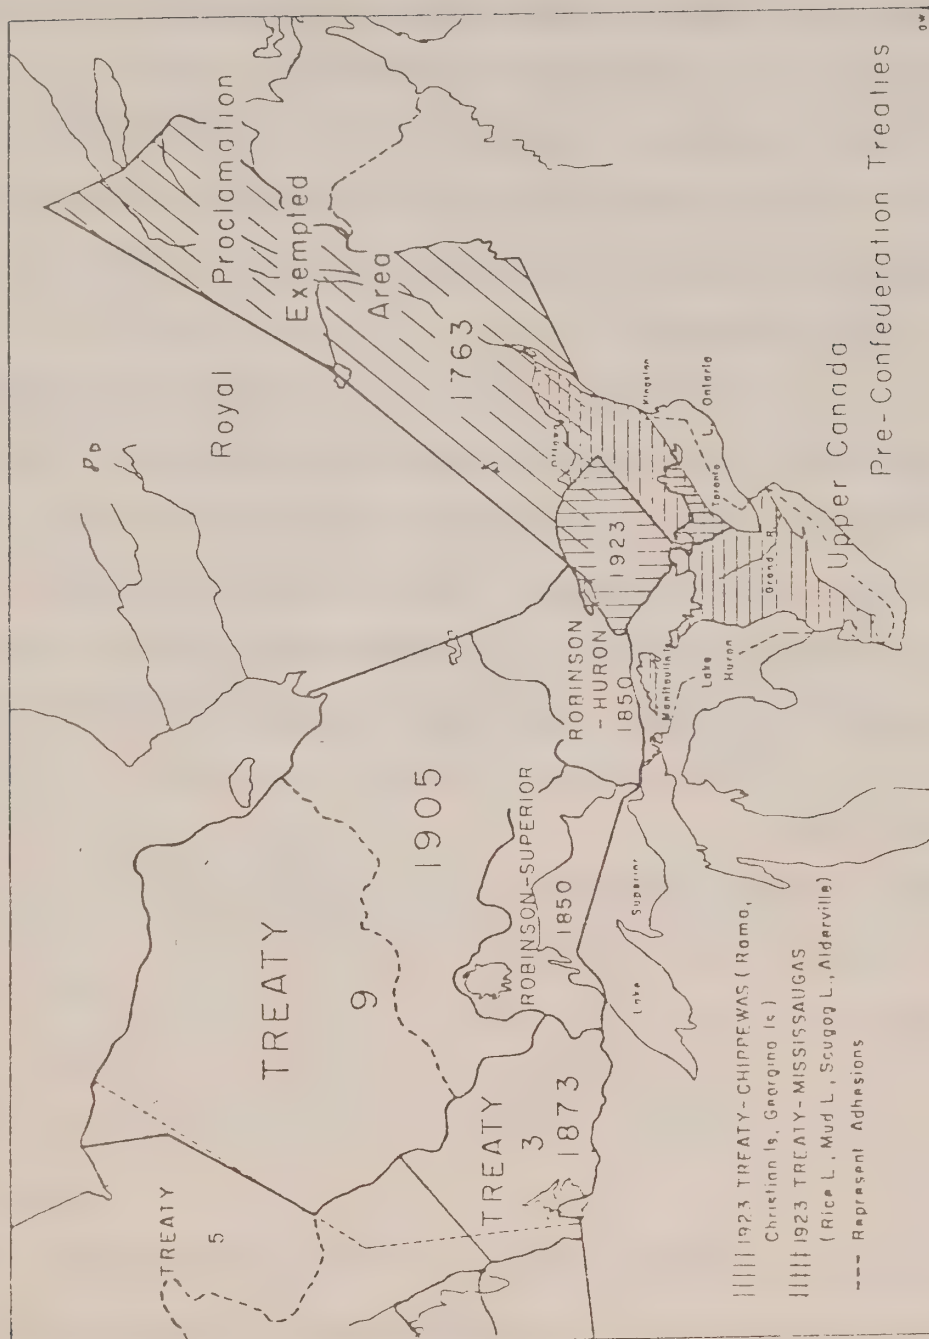 TREATY
5
TREATY
9
1905
TREATY
3
1873
ROBINSON-SUPERIOR
1850
ROBINSON
- HURON
1850
Royal
Proclamation
Exempted
Area
1763
1923
Ottawa
Kingston
L. Ontario
Toronto
Grand R.
Manitoulin Is
Lake
Huron
Lake
Superior
Upper Canada
Pre-Confederation Treaties
1923 TREATY-CHIPPEWAS (Rama,
Christian Is, Georgina Is)
1923 TREATY-MISSISSAUGAS
(Rice L, Mud L, Scugog L, Alderville)
--- Represent Adhesions